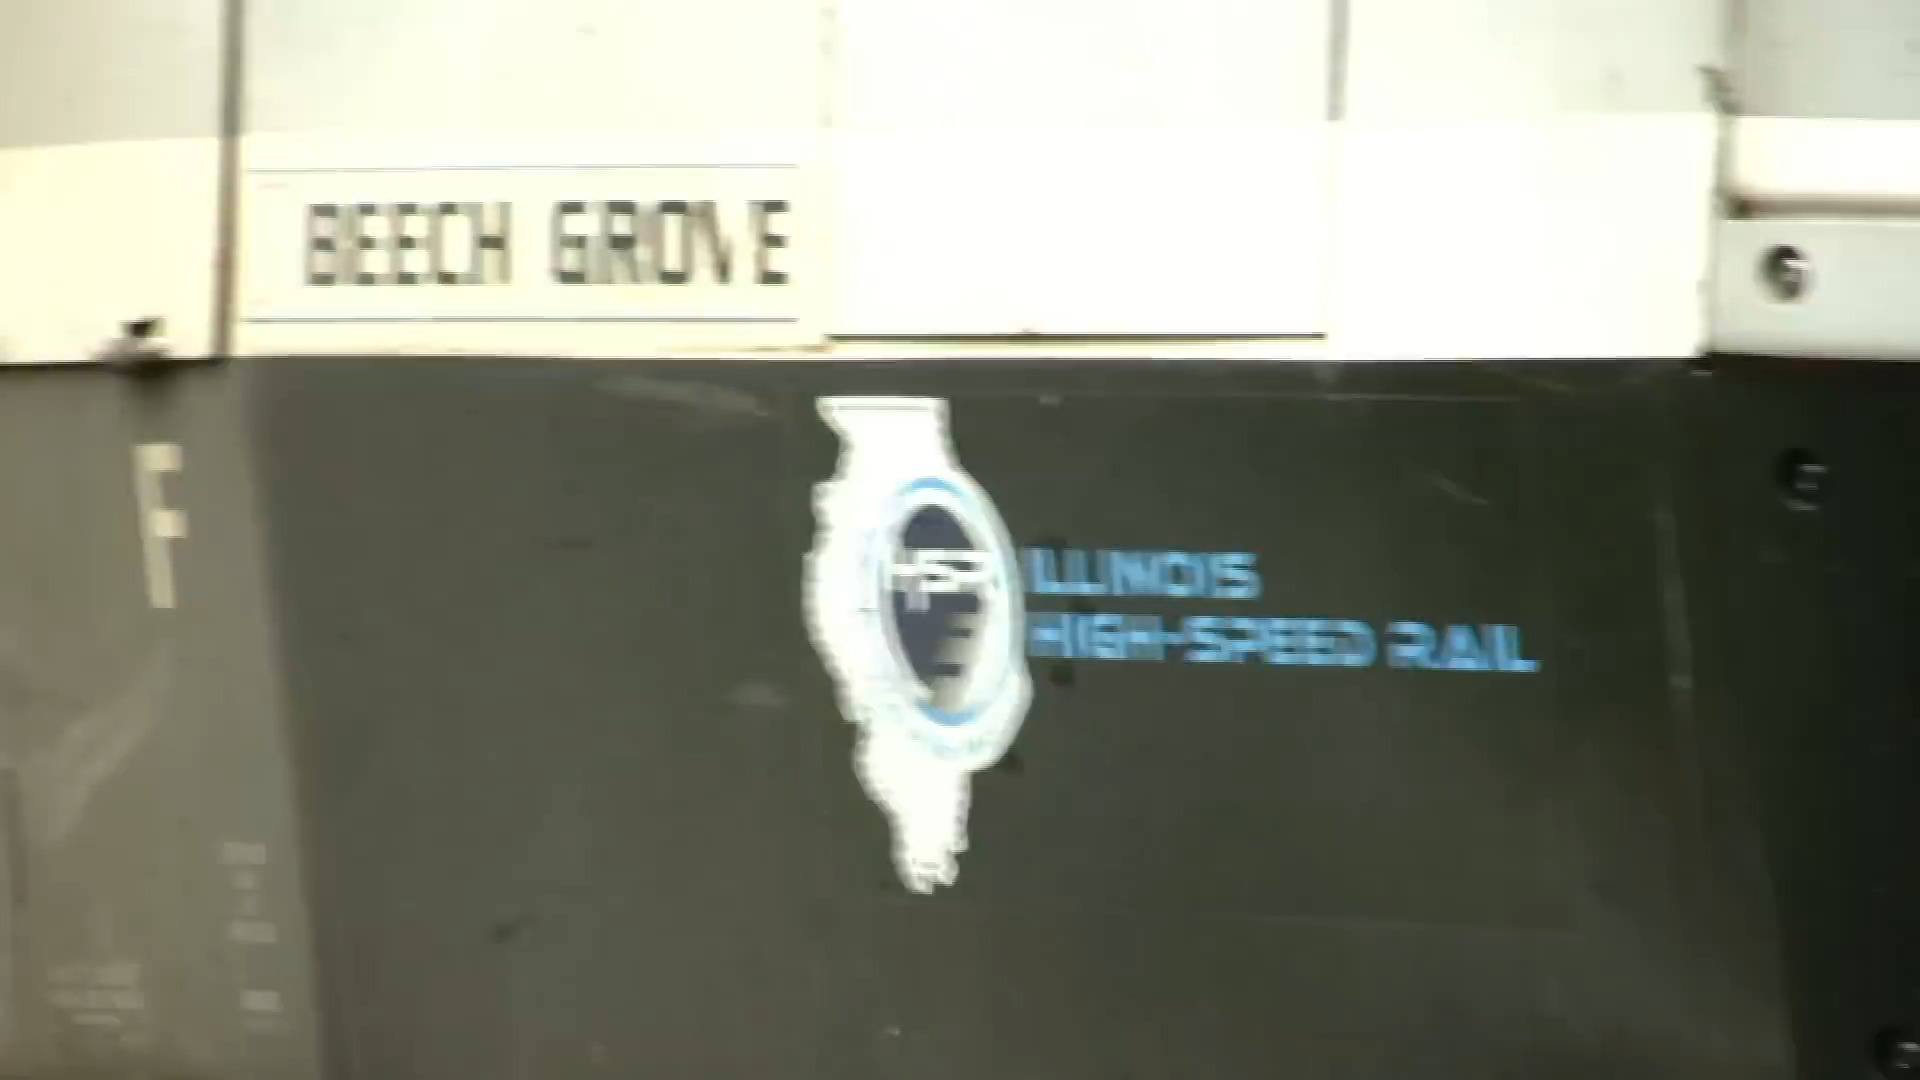 BEECH GROVE
F
HSR
ILLINOIS
HIGH-SPEED RAIL